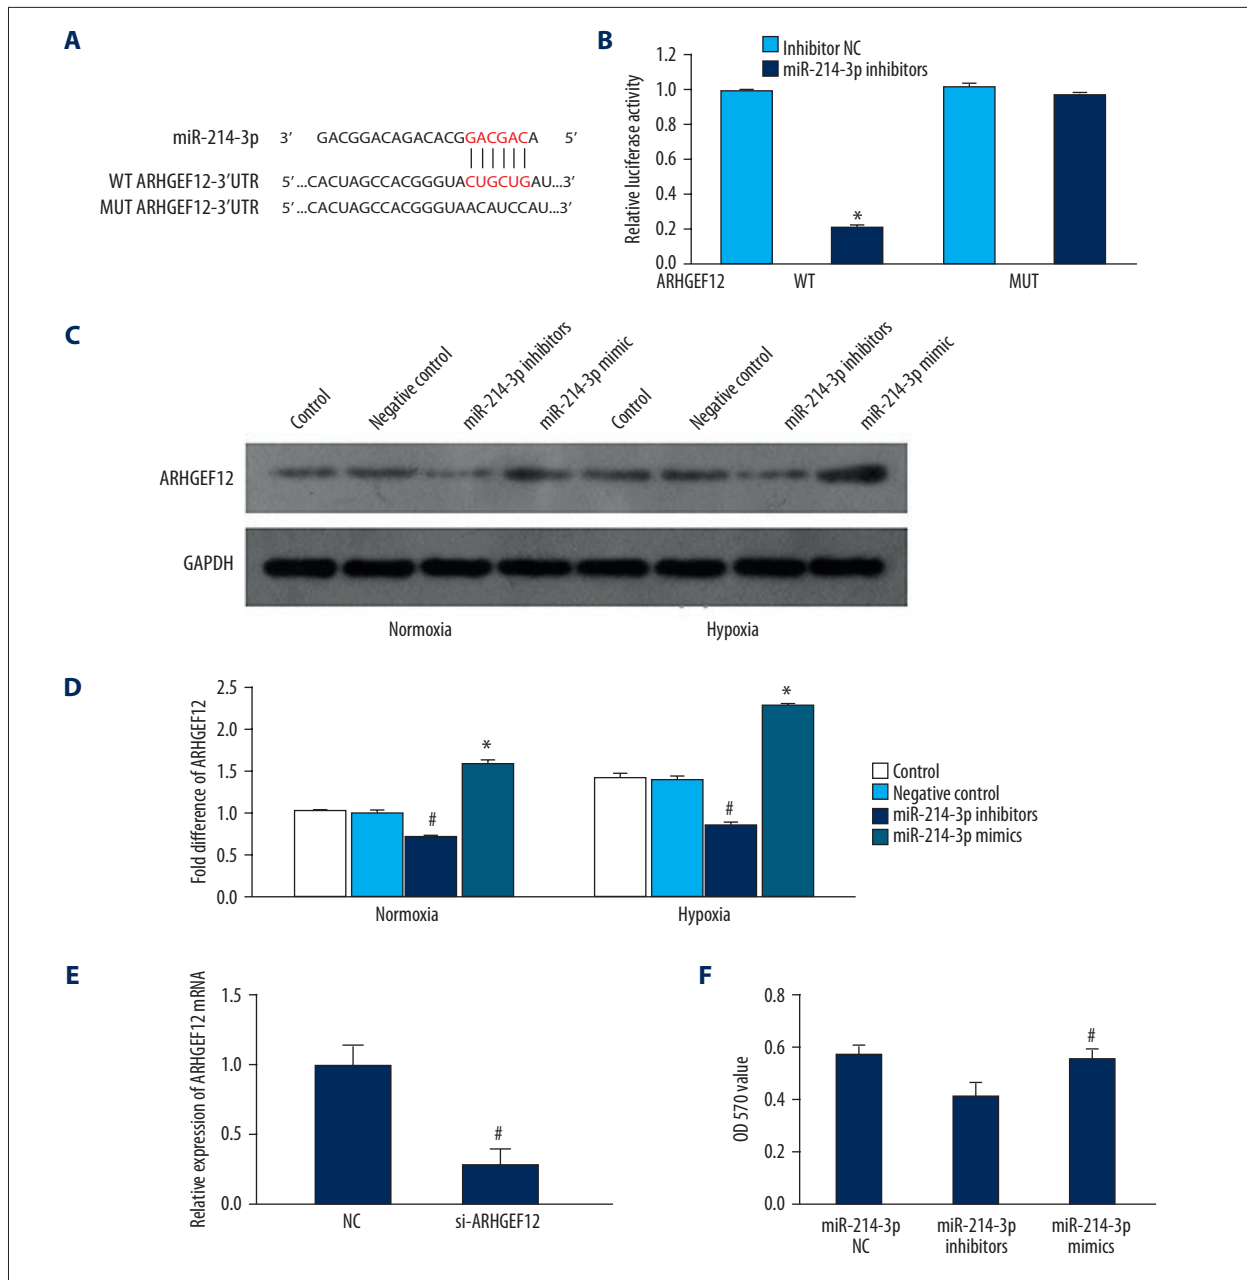 A
miR-214-3p 3′ GACGGACAGACACGGACGACA 5′
WT ARHGEF12-3′UTR 5′...CACUAGCCACGGGUACUGCUGAU...3′
MUT ARHGEF12-3′UTR 5′...CACUAGCCACGGGUAACAUCCAU...3′
B
Inhibitor NC
miR-214-3p inhibitors
Relative luciferase activity
1.2
1.0
0.8
0.6
0.4
0.2
0.0
*
ARHGEF12 WT MUT
C
Control
Negative control
miR-214-3p inhibitors
miR-214-3p mimic
Control
Negative control
miR-214-3p inhibitors
miR-214-3p mimic
ARHGEF12
GAPDH
Normoxia Hypoxia
D
Fold difference of ARHGEF12
2.5
2.0
1.5
1.0
0.5
0.0
#
*
#
*
Normoxia Hypoxia
Control
Negative control
miR-214-3p inhibitors
miR-214-3p mimics
E
Relative expression of ARHGEF12 mRNA
1.5
1.0
0.5
0.0
#
NC si-ARHGEF12
F
OD 570 value
0.8
0.6
0.4
0.2
0.0
#
miR-214-3p miR-214-3p miR-214-3p
NC inhibitors mimics